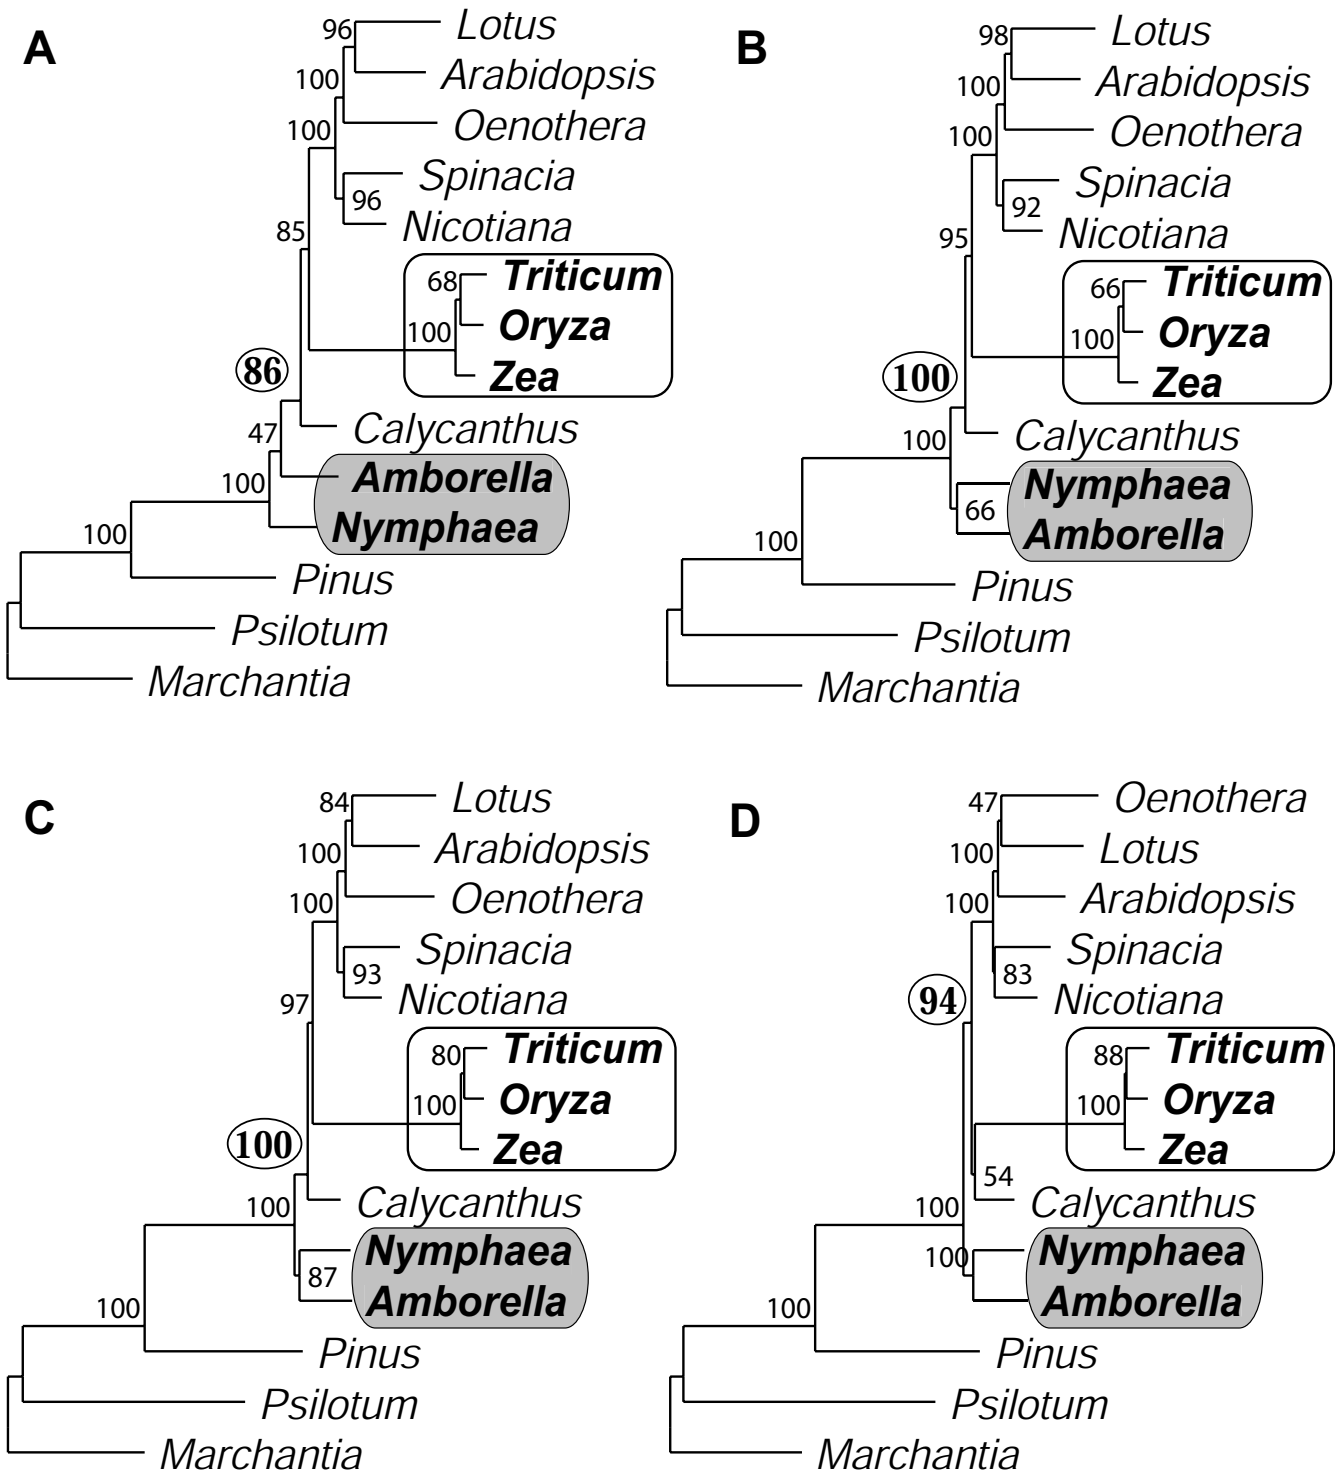 A
96 Lotus
Arabidopsis
100
Oenothera
100
Spinacia
96
Nicotiana
85
68 Triticum
Oryza
100
Zea
86
Calycanthus
47
Amborella
100
Nymphaea
100
Pinus
Psilotum
Marchantia
B
98 Lotus
Arabidopsis
100
Oenothera
100
Spinacia
92
Nicotiana
95
66 Triticum
Oryza
100
Zea
100
Calycanthus
100
Nymphaea
66
Amborella
100
Pinus
Psilotum
Marchantia
C
84 Lotus
Arabidopsis
100
Oenothera
100
Spinacia
93
Nicotiana
97
80 Triticum
Oryza
100
Zea
100
Calycanthus
100
Nymphaea
87
Amborella
100
Pinus
Psilotum
Marchantia
D
47 Oenothera
Lotus
100
Arabidopsis
100
Spinacia
83
Nicotiana
94
88 Triticum
Oryza
100
Zea
54
Calycanthus
100
Nymphaea
100
Amborella
100
Pinus
Psilotum
Marchantia